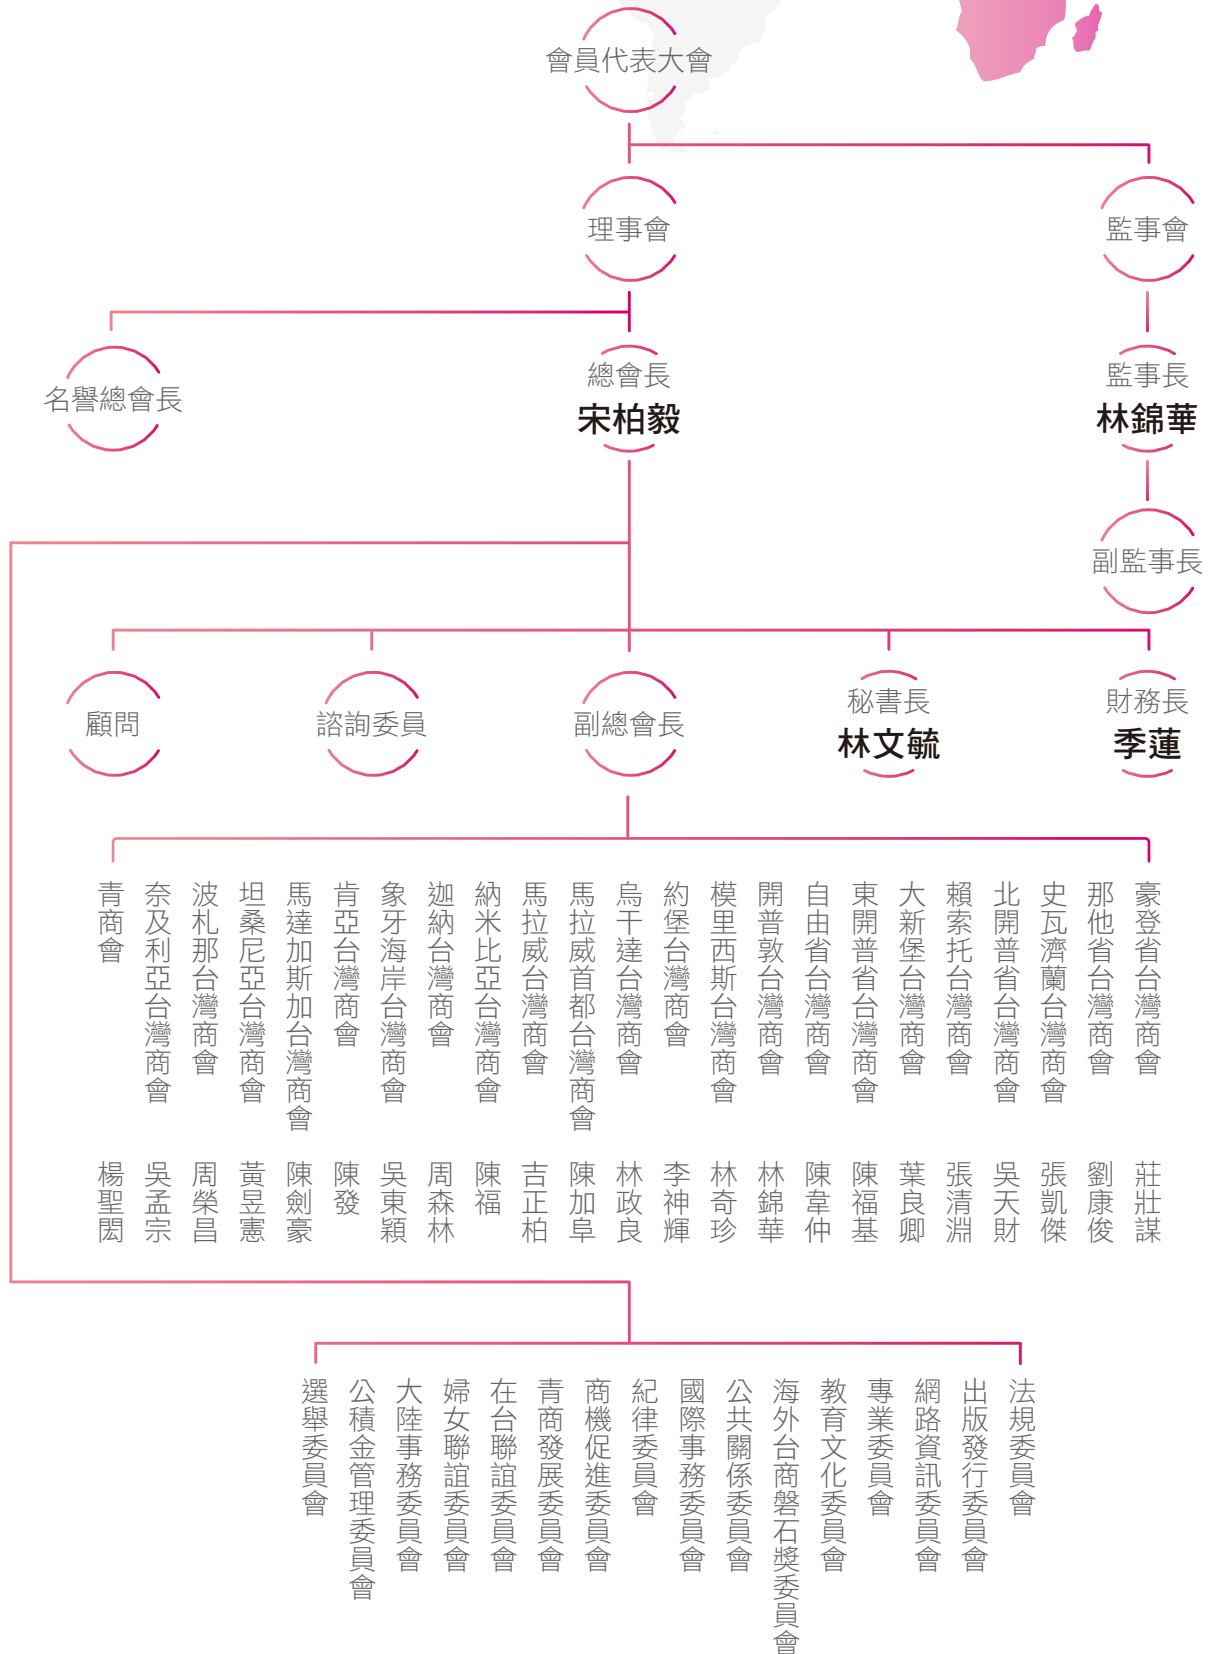 會員代表大會
理事會
監事會
名譽總會長
總會長
宋柏毅
監事長
林錦華
副監事長
顧問
諮詢委員
副總會長
秘書長
林文毓
財務長
季蓮
青商會 楊聖閎
奈及利亞台灣商會 吳孟宗
波札那台灣商會 周榮昌
坦桑尼亞台灣商會 黃昱憲
馬達加斯加台灣商會 陳劍豪
肯亞台灣商會 陳發
象牙海岸台灣商會 吳東穎
迦納台灣商會 周森林
納米比亞台灣商會 陳福
馬拉威台灣商會 吉正柏
馬拉威首都台灣商會 陳加阜
烏干達台灣商會 林政良
約堡台灣商會 李神輝
模里西斯台灣商會 林奇珍
開普敦台灣商會 林錦華
自由省台灣商會 陳韋仲
東開普省台灣商會 陳福基
大新堡台灣商會 葉良卿
賴索托台灣商會 張清淵
北開普省台灣商會 吳天財
史瓦濟蘭台灣商會 張凱傑
那他省台灣商會 劉康俊
豪登省台灣商會 莊壯謀
選舉委員會
公積金管理委員會
大陸事務委員會
婦女聯誼委員會
在台聯誼委員會
青商發展委員會
商機促進委員會
紀律委員會
國際事務委員會
公共關係委員會
海外台商磐石獎委員會
教育文化委員會
專業委員會
網路資訊委員會
出版發行委員會
法規委員會